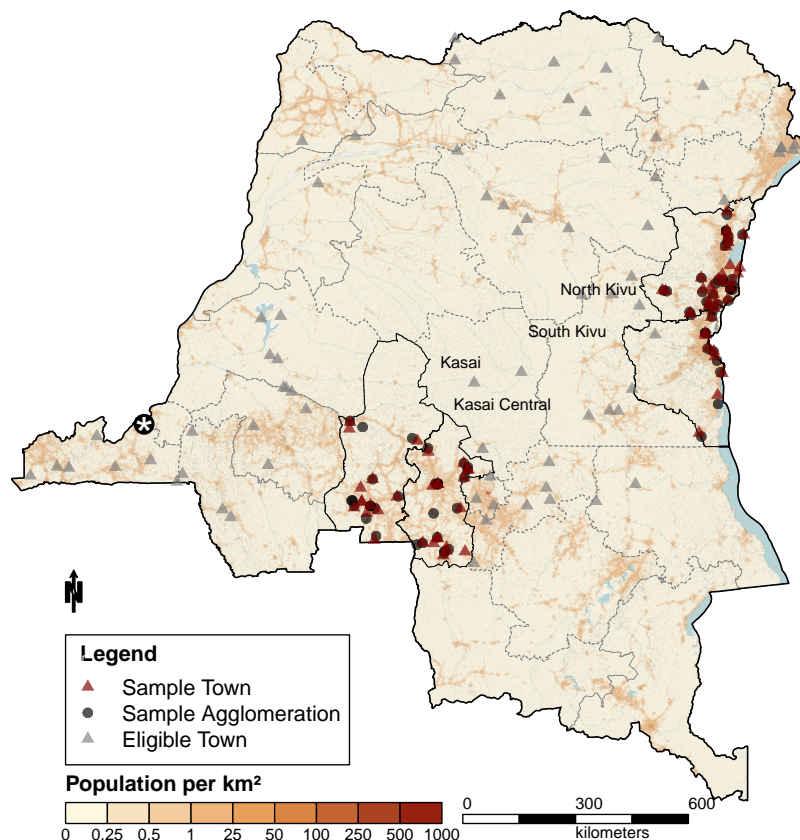 North Kivu
South Kivu
Kasai
Kasai Central
*
N
Legend
Sample Town
Sample Agglomeration
Eligible Town
Population per km²
0 0.25 0.5 1 25 50 100 250 500 1000
0 300 600
kilometers